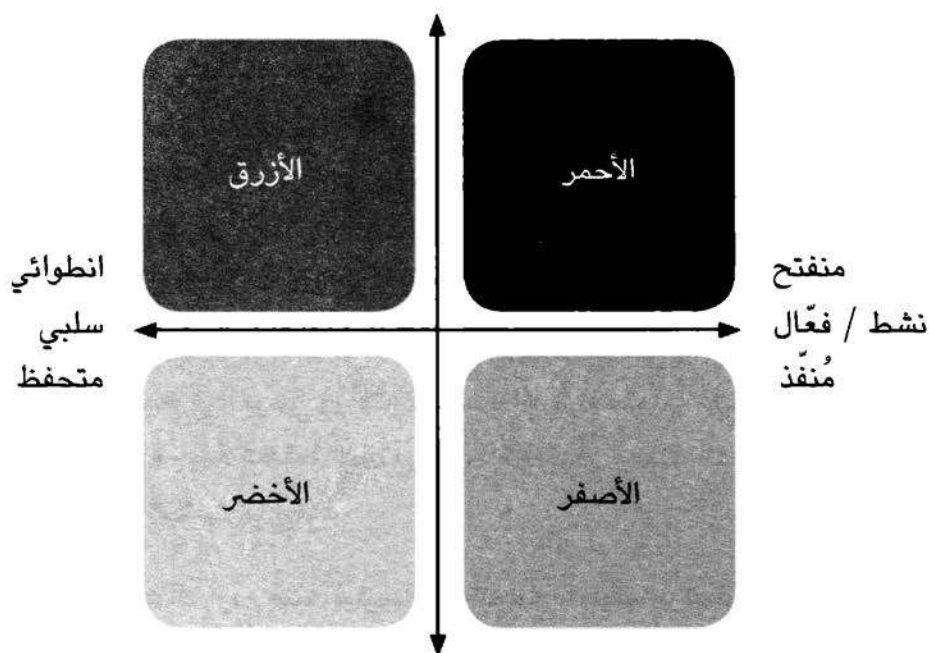 الأحمر
الأزرق
منفتح
نشط / فعّال
مُنفّذ
انطوائي
سلبي
متحفظ
الأصفر
الأخضر